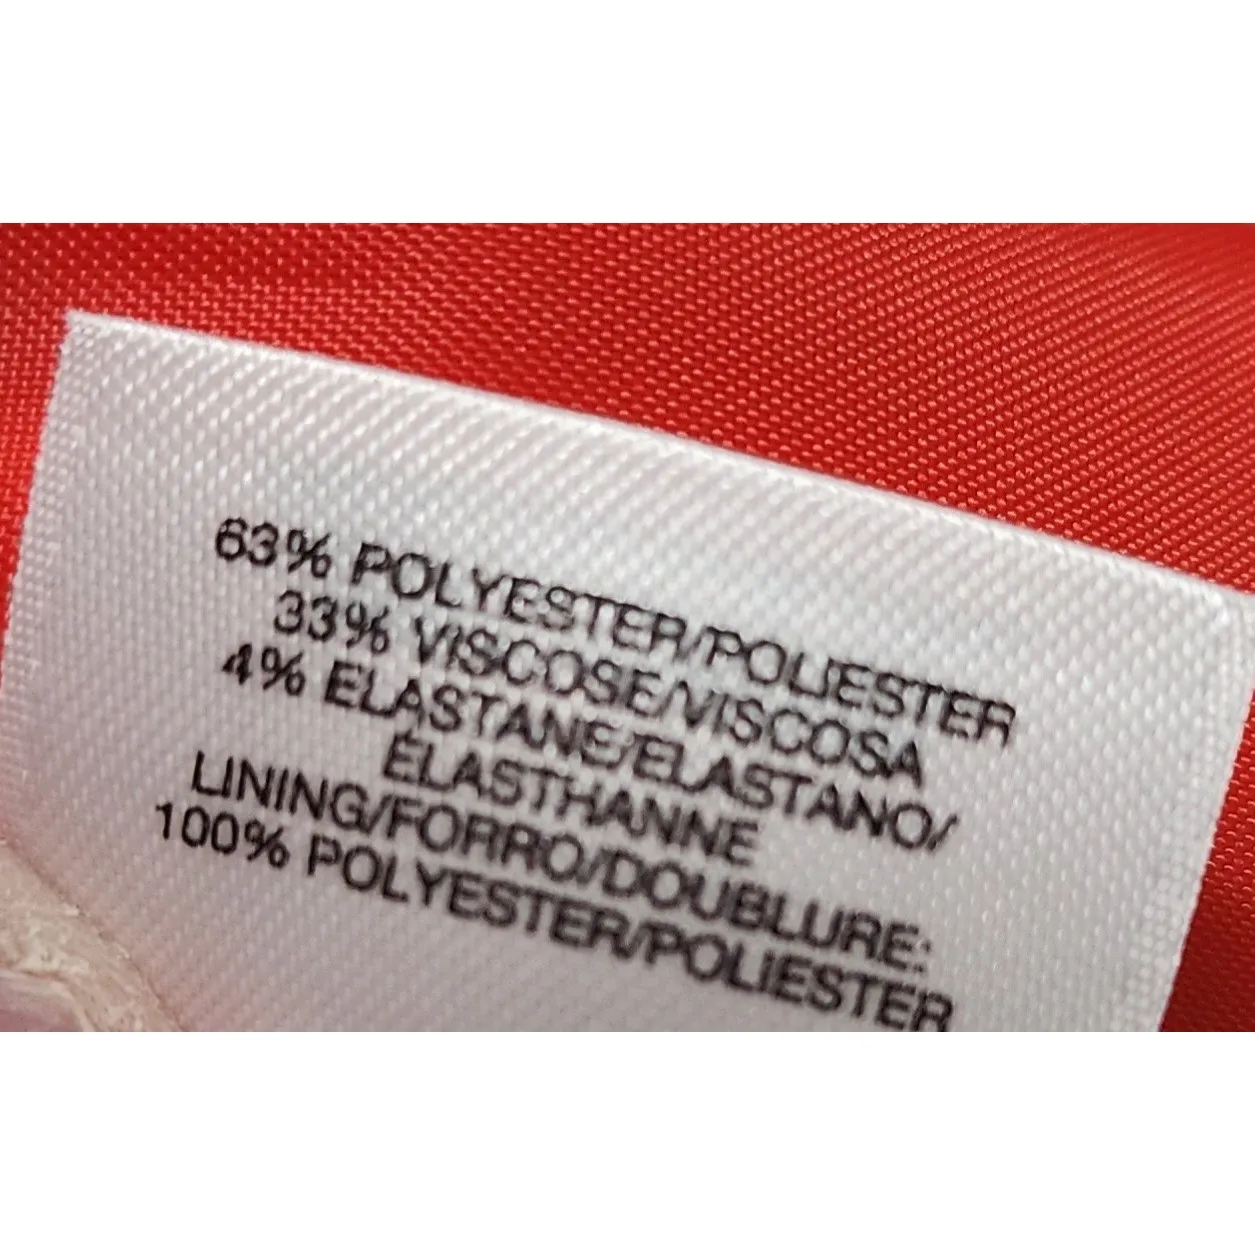 63% POLYESTER/POLIESTER
33% VISCOSE/VISCOSA
4% ELASTANE/ELASTANO/
ÉLASTHANNE
LINING/FORRO/DOUBLURE:
100% POLYESTER/POLIESTER